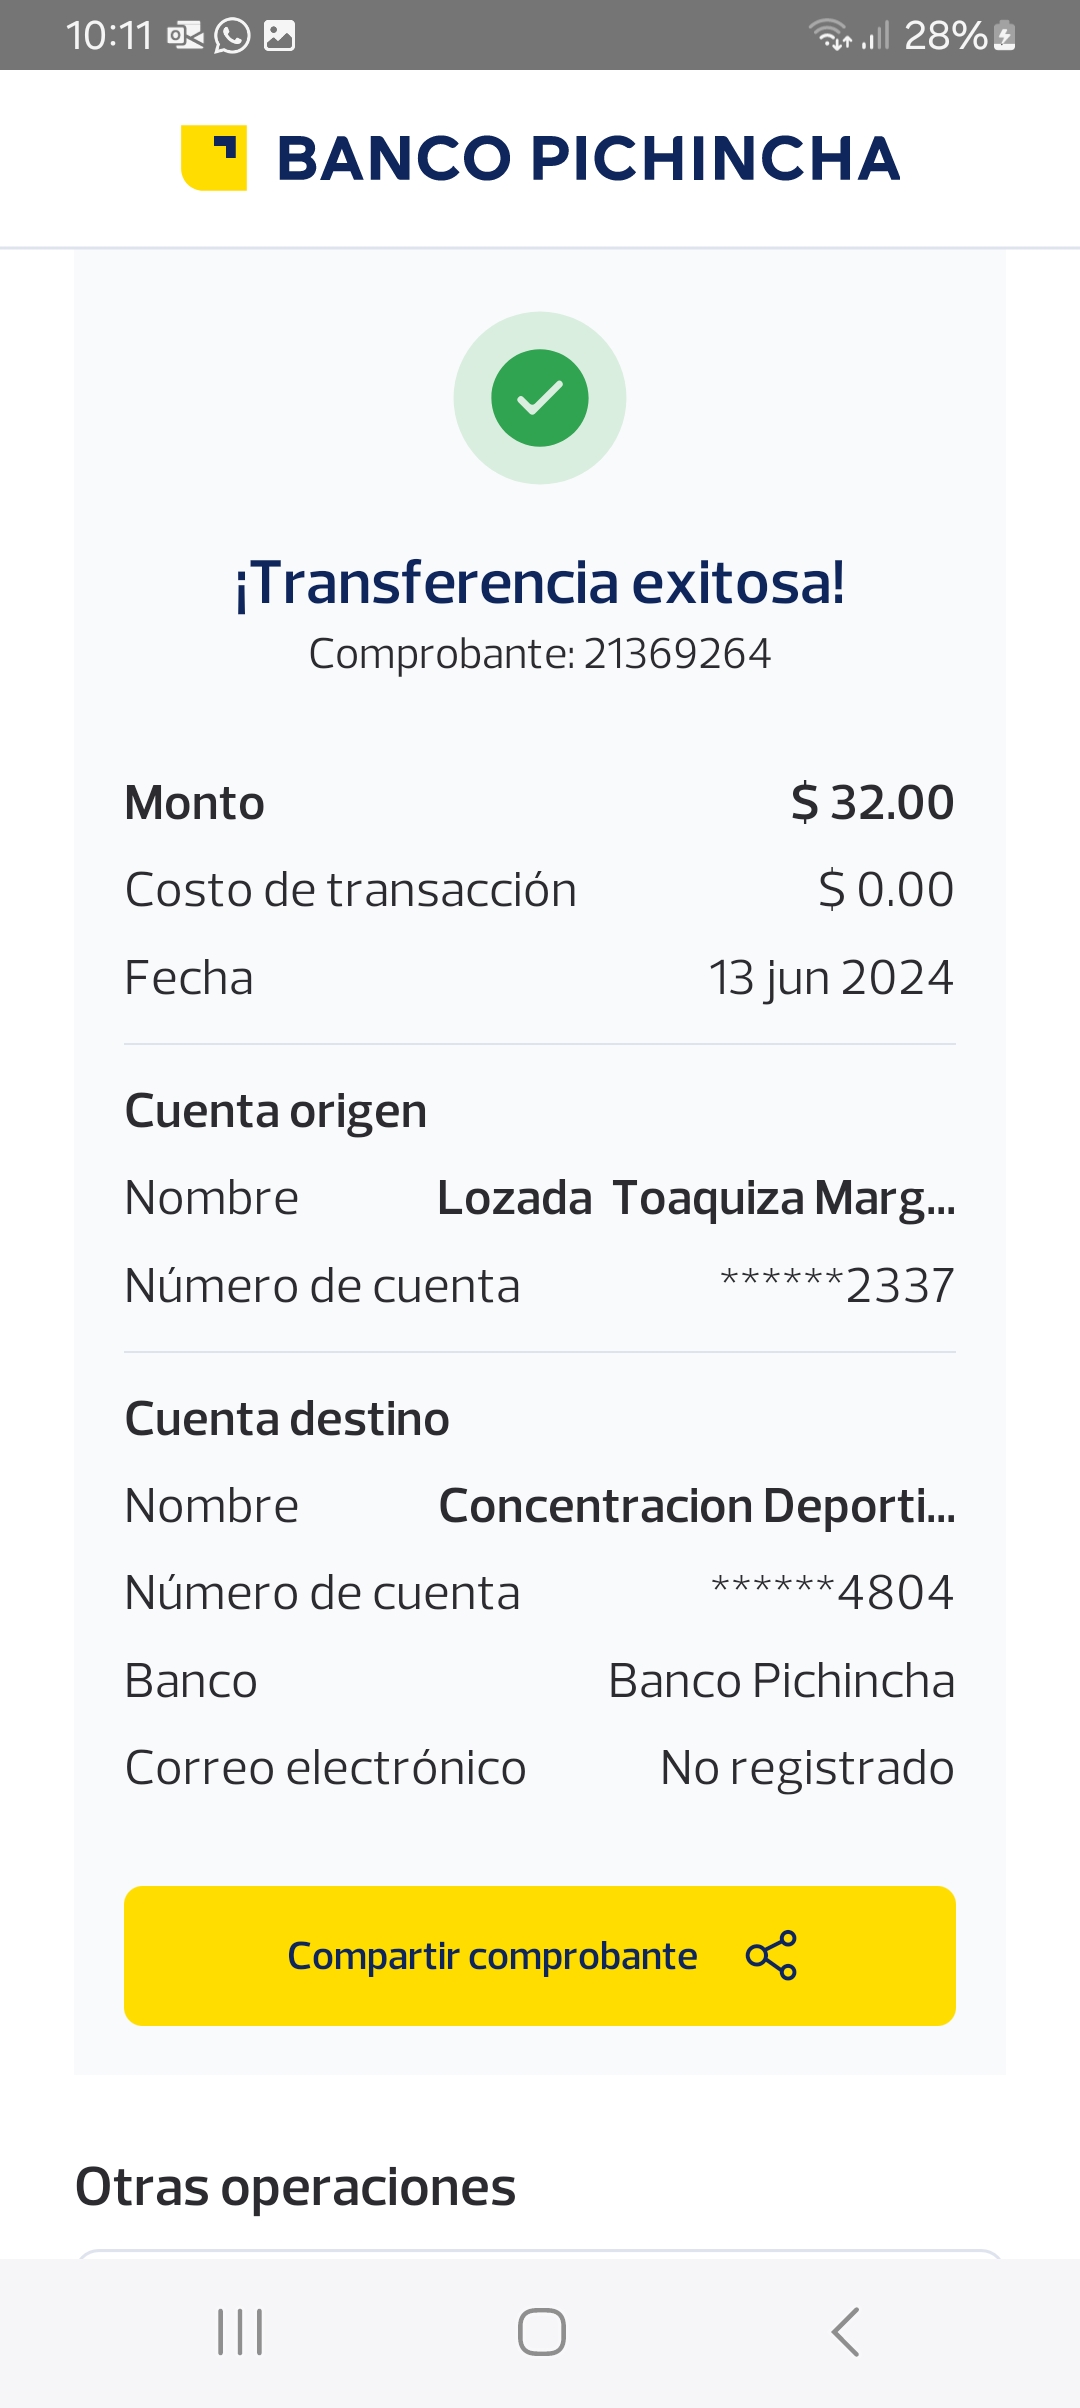 10:11 28%
BANCO PICHINCHA
¡Transferencia exitosa!
Comprobante: 21369264
Monto $ 32.00
Costo de transacción $ 0.00
Fecha 13 jun 2024
Cuenta origen
Nombre Lozada Toaquiza Marg...
Número de cuenta ******2337
Cuenta destino
Nombre Concentracion Deporti...
Número de cuenta ******4804
Banco Banco Pichincha
Correo electrónico No registrado
Compartir comprobante
Otras operaciones